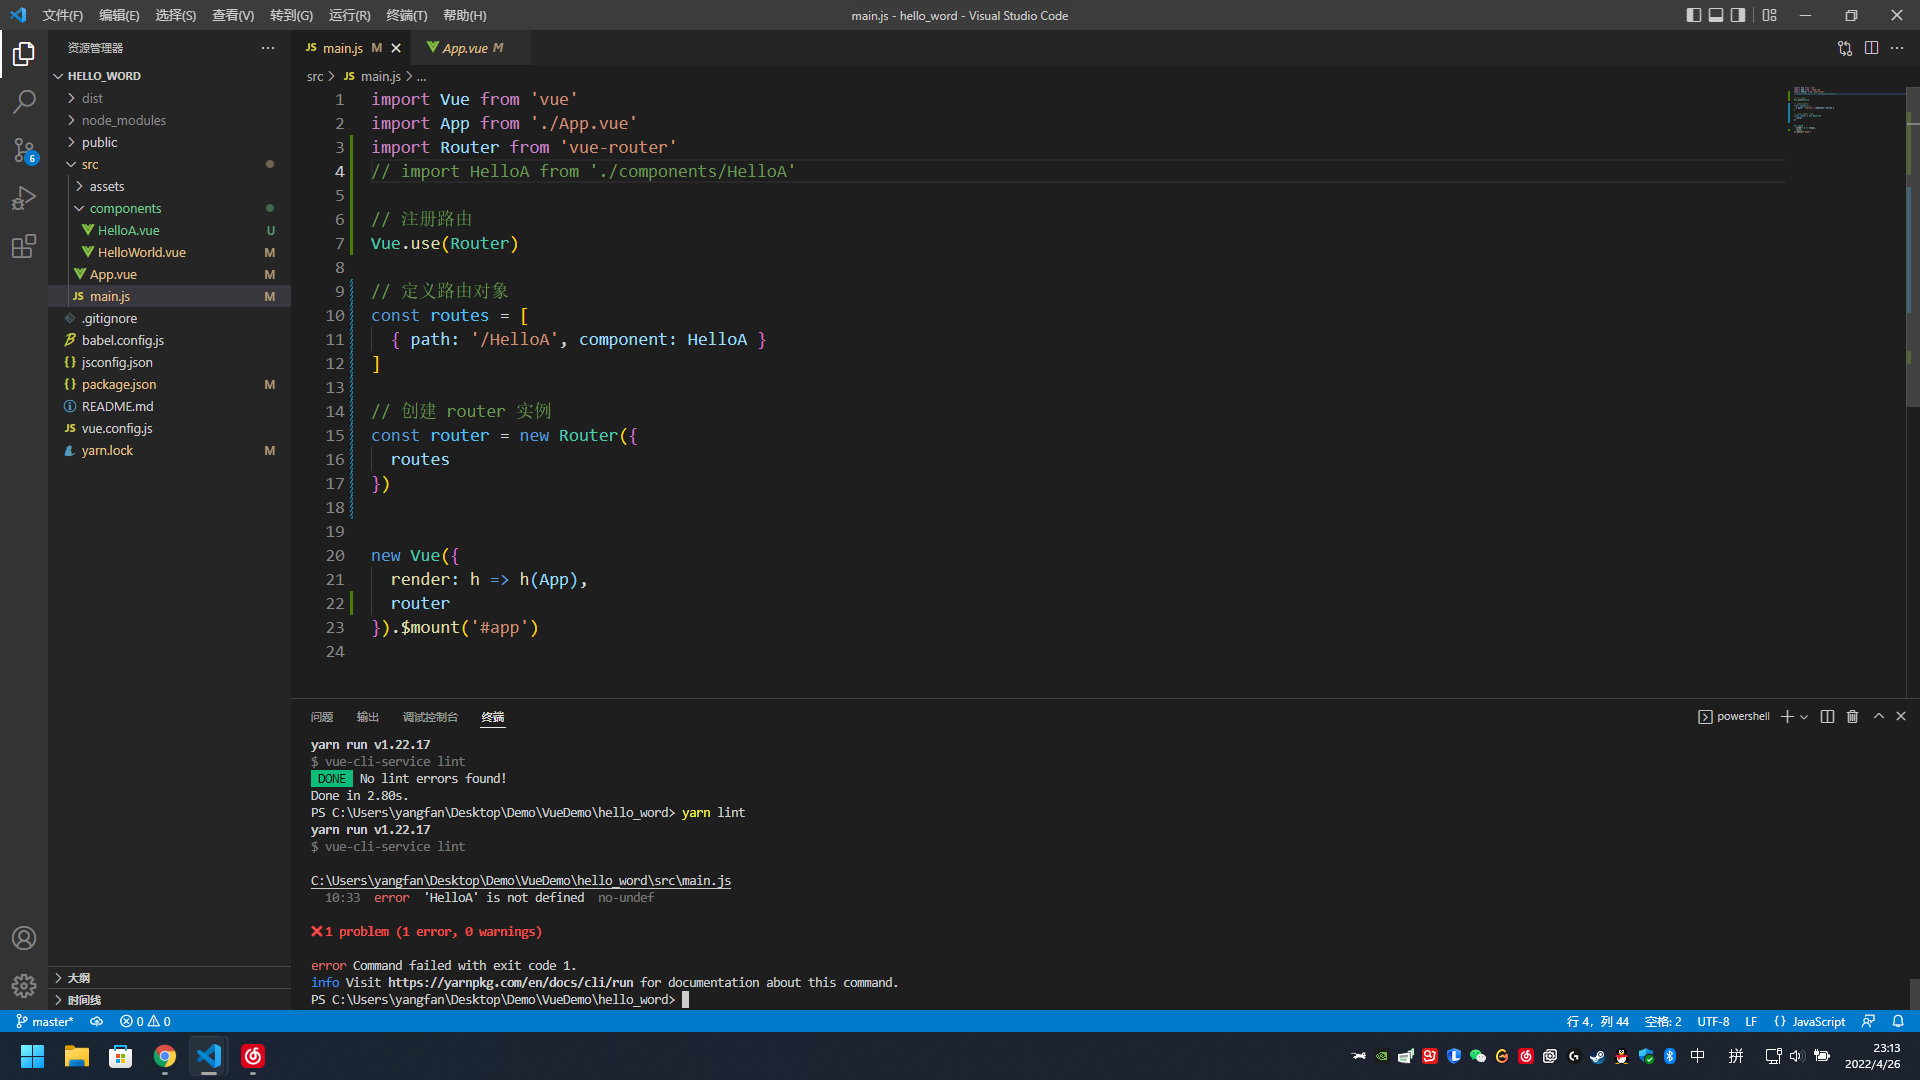 文件(F) 编辑(E) 选择(S) 查看(V) 转到(G) 运行(R) 终端(T) 帮助(H)
main.js - hello_word - Visual Studio Code
资源管理器
HELLO_WORD
dist
node_modules
public
src
assets
components
HelloA.vue U
HelloWorld.vue M
App.vue M
JS main.js M
.gitignore
babel.config.js
{} jsconfig.json
{} package.json M
README.md
JS vue.config.js
yarn.lock M
大纲
时间线
6
JS main.js M
App.vue M
src > JS main.js > ...
1 import Vue from 'vue'
2 import App from './App.vue'
3 import Router from 'vue-router'
4 // import HelloA from './components/HelloA'
5
6 // 注册路由
7 Vue.use(Router)
8
9 // 定义路由对象
10 const routes = [
11 { path: '/HelloA', component: HelloA }
12 ]
13
14 // 创建 router 实例
15 const router = new Router({
16 routes
17 })
18
19
20 new Vue({
21 render: h => h(App),
22 router
23 }).$mount('#app')
24
问题 输出 调试控制台 终端
powershell
yarn run v1.22.17
$ vue-cli-service lint
DONE No lint errors found!
Done in 2.80s.
PS C:\Users\yangfan\Desktop\Demo\VueDemo\hello_word> yarn lint
yarn run v1.22.17
$ vue-cli-service lint
C:\Users\yangfan\Desktop\Demo\VueDemo\hello_word\src\main.js
10:33 error 'HelloA' is not defined no-undef
1 problem (1 error, 0 warnings)
error Command failed with exit code 1.
info Visit https://yarnpkg.com/en/docs/cli/run for documentation about this command.
PS C:\Users\yangfan\Desktop\Demo\VueDemo\hello_word>
master* 0 0
行 4，列 44 空格: 2 UTF-8 LF {} JavaScript
中 拼
23:13
2022/4/26